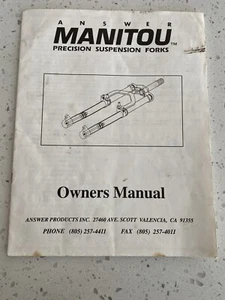 ANSWER
MANITOU™
PRECISION SUSPENSION FORKS
Owners Manual
ANSWER PRODUCTS INC. 27460 AVE. SCOTT VALENCIA, CA 91355
PHONE (805) 257-4411 FAX (805) 257-4011